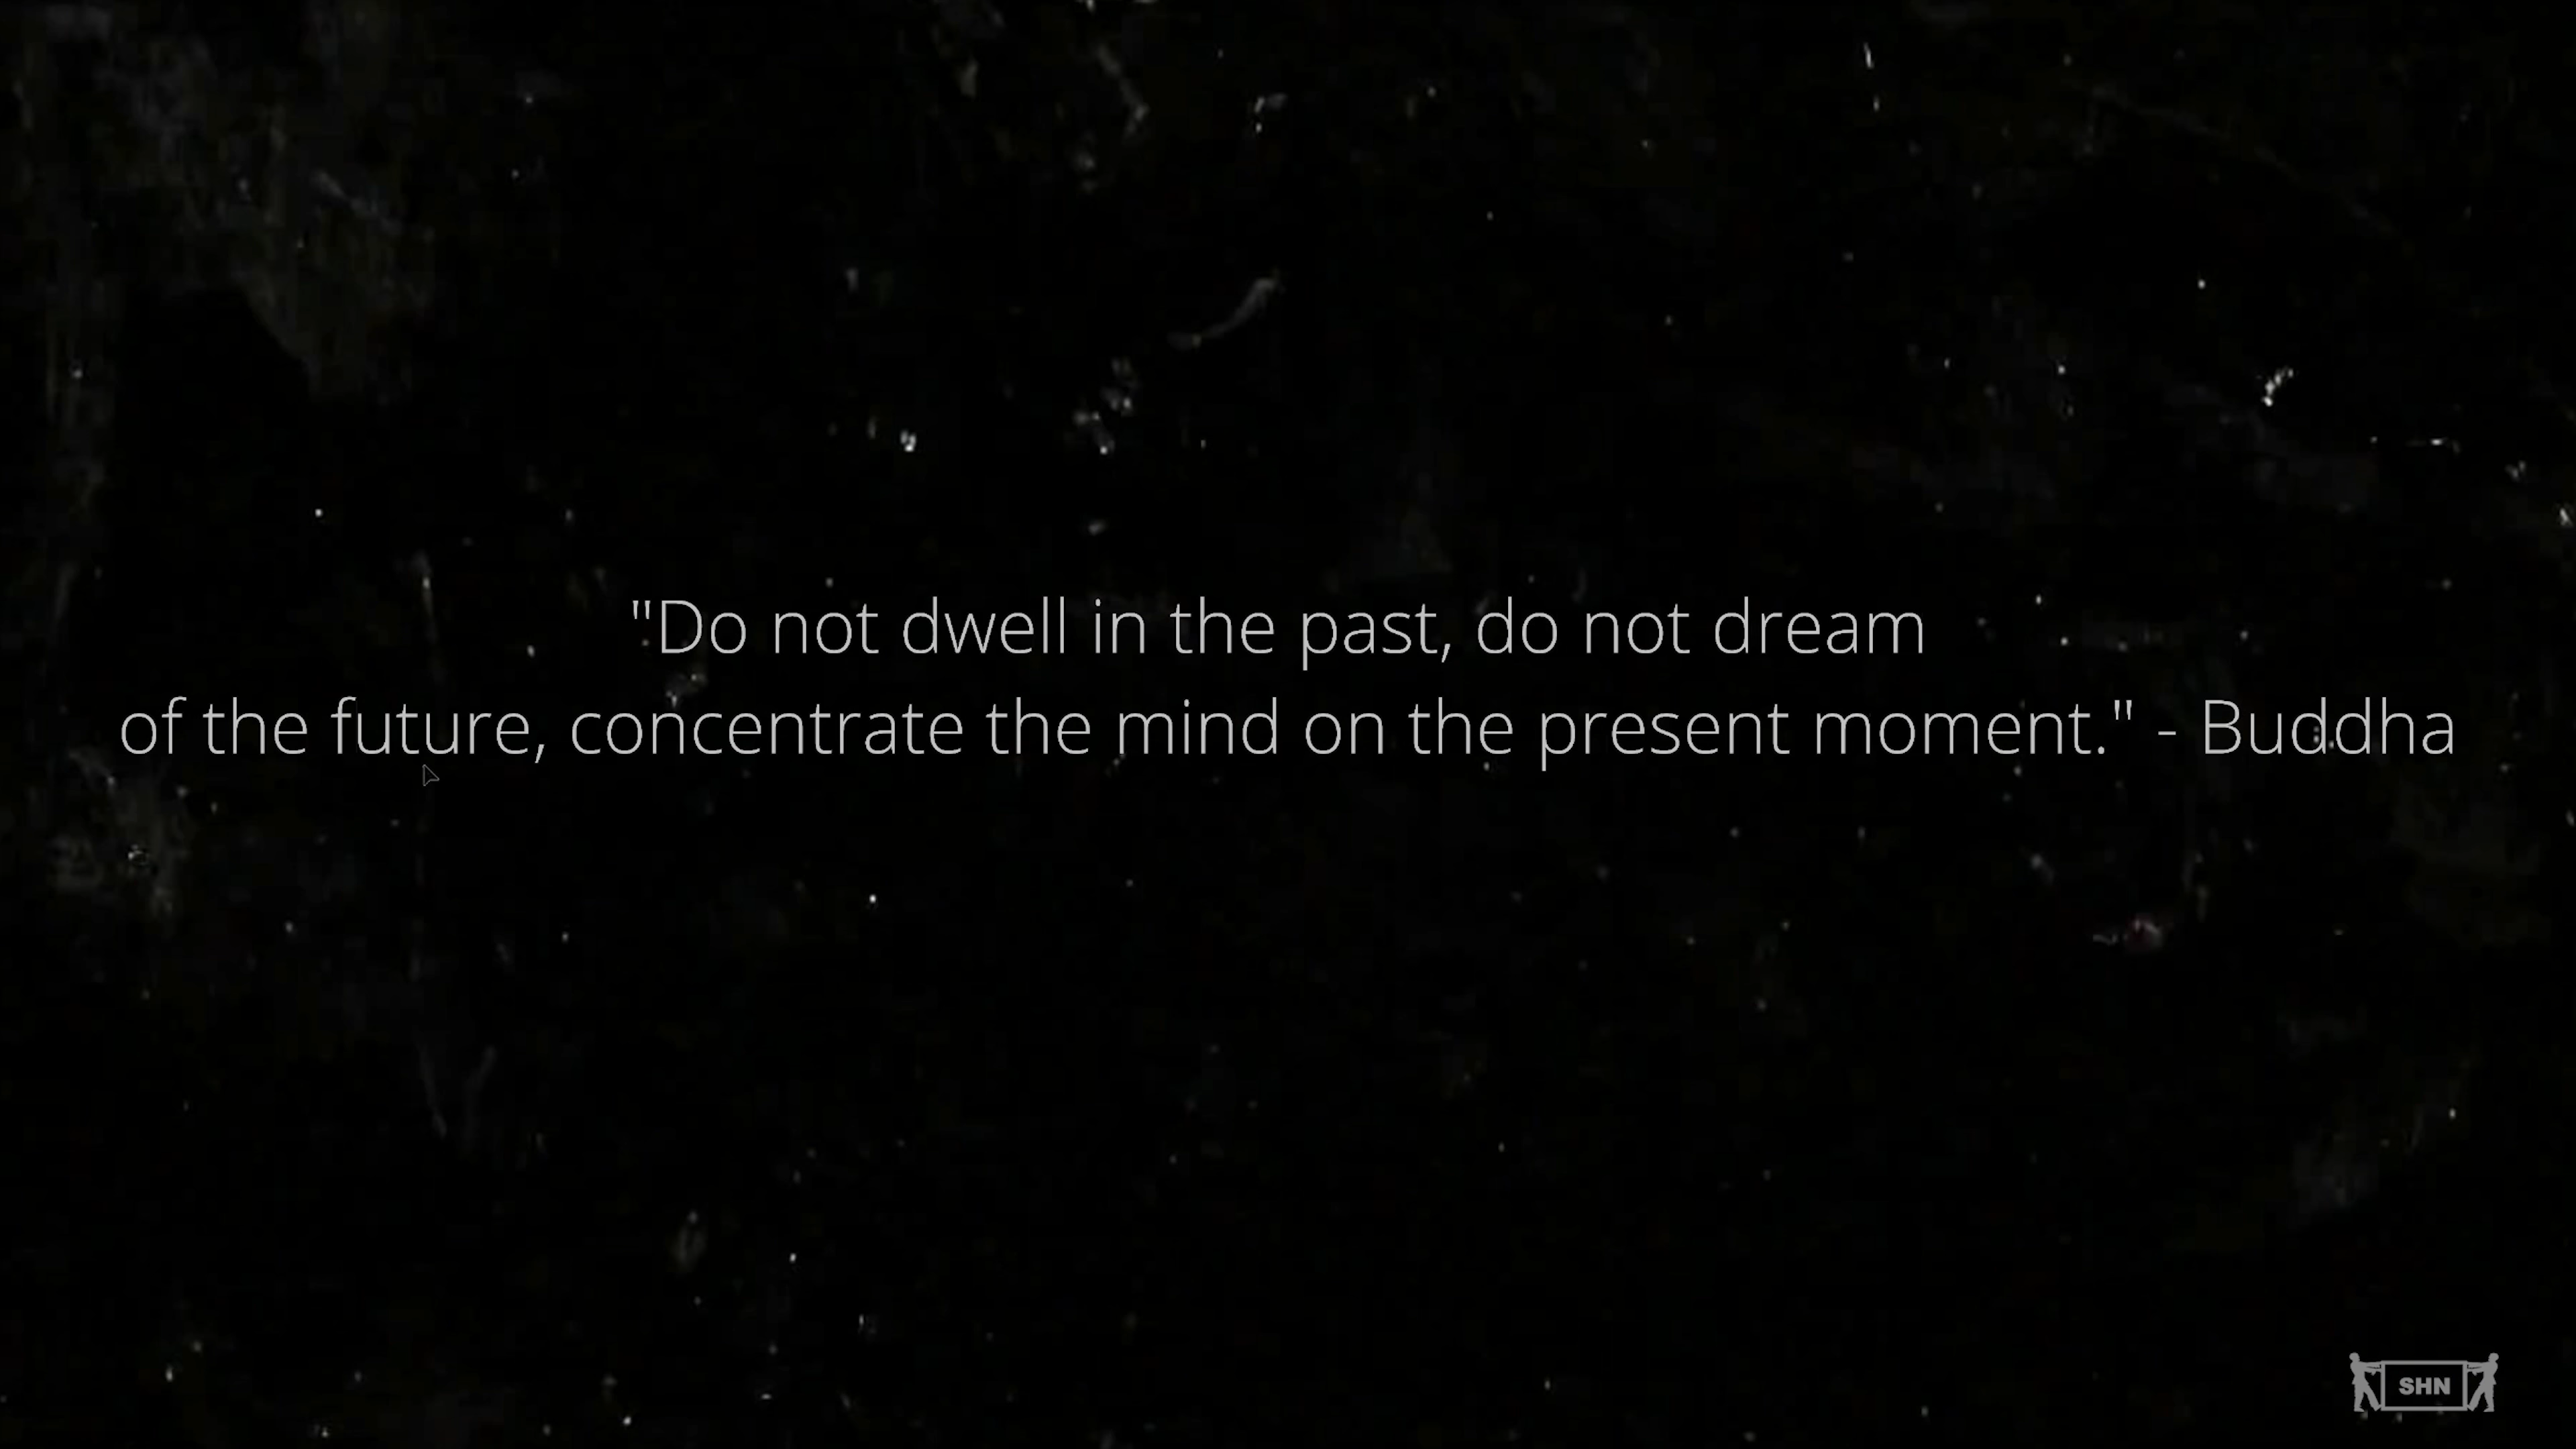 "Do not dwell in the past, do not dream
of the future, concentrate the mind on the present moment." - Buddha
SHN